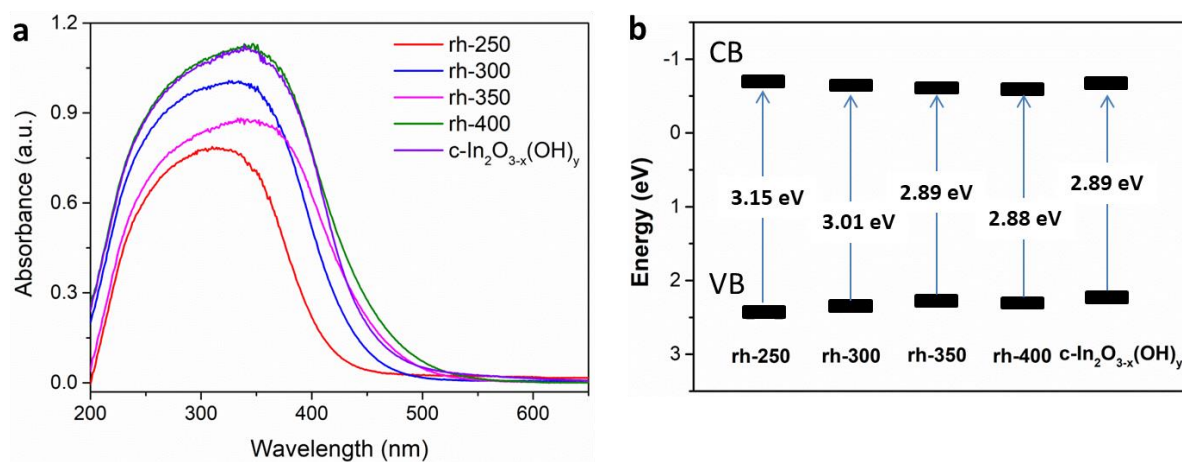 a
1.2
0.9
0.6
0.3
0.0
Absorbance (a.u.)
200
300
400
500
600
Wavelength (nm)
rh-250
rh-300
rh-350
rh-400
c-In₂O₃₋ₓ(OH)ᵧ
b
-1
0
1
2
3
Energy (eV)
CB
VB
3.15 eV
3.01 eV
2.89 eV
2.88 eV
2.89 eV
rh-250
rh-300
rh-350
rh-400
c-In₂O₃₋ₓ(OH)ᵧ